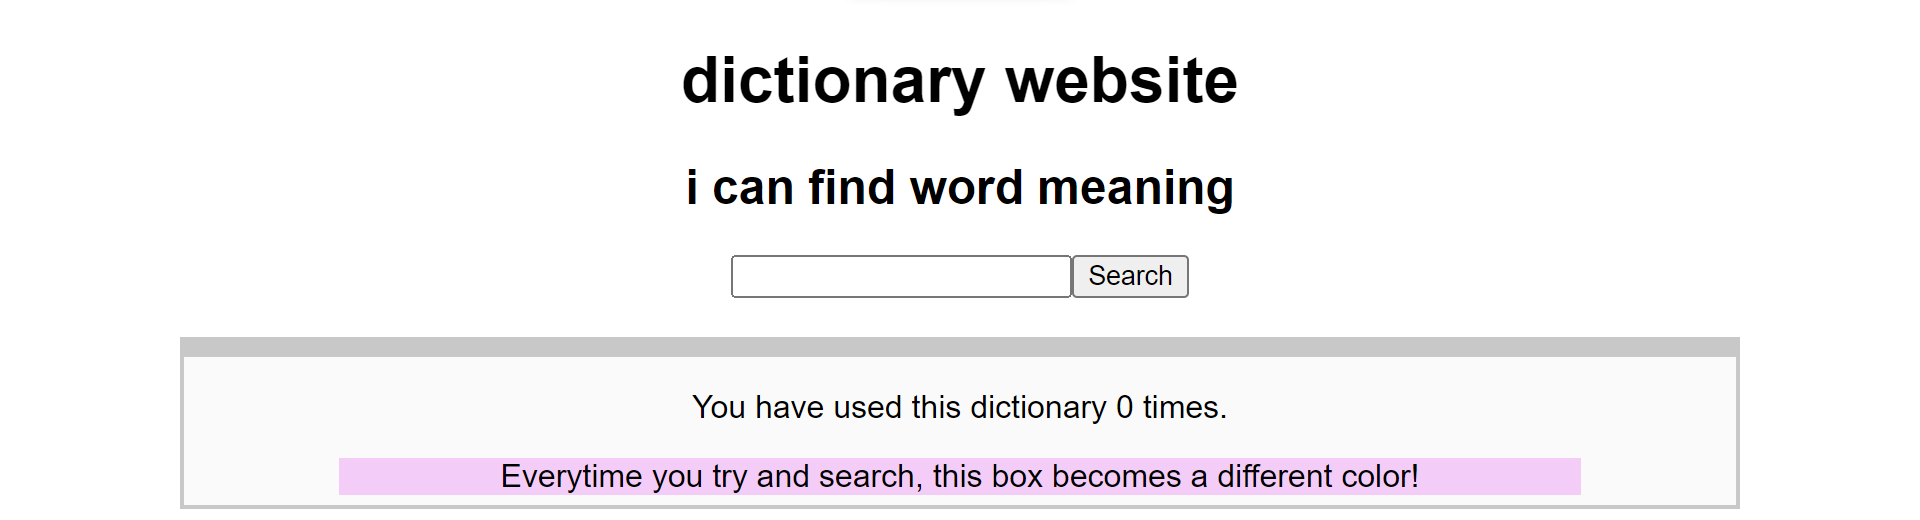 dictionary website
i can find word meaning
Search
You have used this dictionary 0 times.
Everytime you try and search, this box becomes a different color!